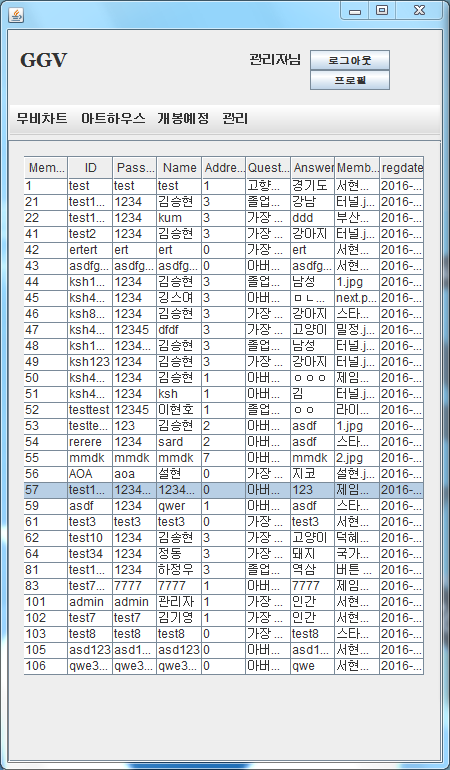 GGV 관리자님 로그아웃
프로필
무비차트 아트하우스 개봉예정 관리
Mem... ID Pass... Name Addre... Quest... Answer Memb... regdate
1 test test test 1 고향... 경기도 서현... 2016-...
21 test1... 1234 김승현 3 졸업... 강남 터널.j... 2016-...
22 test1... 1234 kum 3 가장 ... ddd 부산... 2016-...
41 test2 1234 김승현 3 가장 ... 강아지 터널.j... 2016-...
42 ertert ert ert 0 가장 ... ert 서현... 2016-...
43 asdfg... asdfg... asdfg... 0 아버... asdfg... 서현... 2016-...
44 ksh1... 1234 김승현 3 졸업... 남성 1.jpg 2016-...
45 ksh4... 1234 깅스여 3 아버... ㅁㄴ... next.p... 2016-...
46 ksh8... 1234 김승현 3 가장 ... 강아지 스타... 2016-...
47 ksh4... 12345 dfdf 3 가장 ... 고양이 밀정.j... 2016-...
48 ksh1... 1234... 김승현 3 졸업... 남성 터널.j... 2016-...
49 ksh123 1234 김승현 3 가장 ... 강아지 터널.j... 2016-...
50 ksh4... 1234 김승현 1 아버... ㅇㅇㅇ 제임... 2016-...
51 ksh4... 1234 ksh 1 아버... 김 터널.j... 2016-...
52 testtest 12345 이현호 1 졸업... ㅇㅇ 라이... 2016-...
53 testte... 123 김승현 2 아버... asdf 1.jpg 2016-...
54 rerere 1234 sard 2 아버... asdf 스타... 2016-...
55 mmdk mmdk mmdk 7 아버... mmdk 2.jpg 2016-...
56 AOA aoa 설현 0 가장 ... 지코 설현.j... 2016-...
57 test1... 1234... 1234... 0 아버... 123 제임... 2016-...
59 asdf 1234 qwer 1 아버... asdf 스타... 2016-...
61 test3 test3 test3 0 가장 ... test3 서현... 2016-...
62 test10 1234 김승현 3 가장 ... 고양이 덕혜... 2016-...
64 test34 1234 정동 3 가장 ... 돼지 국가... 2016-...
81 test1... 1234 하정우 3 졸업... 역삼 버튼 ... 2016-...
83 test7... 7777 7777 1 아버... 7777 제임... 2016-...
101 admin admin 관리자 1 가장 ... 인간 서현... 2016-...
102 test7 test7 김기영 1 가장 ... 인간 서현... 2016-...
103 test8 test8 test8 0 가장 ... test8 스타... 2016-...
105 asd123 asd1... asd123 0 아버... asd1... 서현... 2016-...
106 qwe3... qwe3... qwe3... 0 아버... qwe 서현... 2016-...